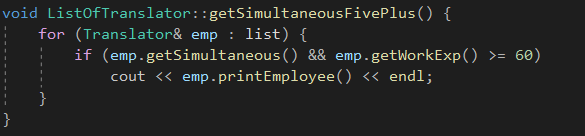 void ListOfTranslator::getSimultaneousFivePlus() {
    for (Translator& emp : list) {
        if (emp.getSimultaneous() && emp.getWorkExp() >= 60)
            cout << emp.printEmployee() << endl;
    }
}